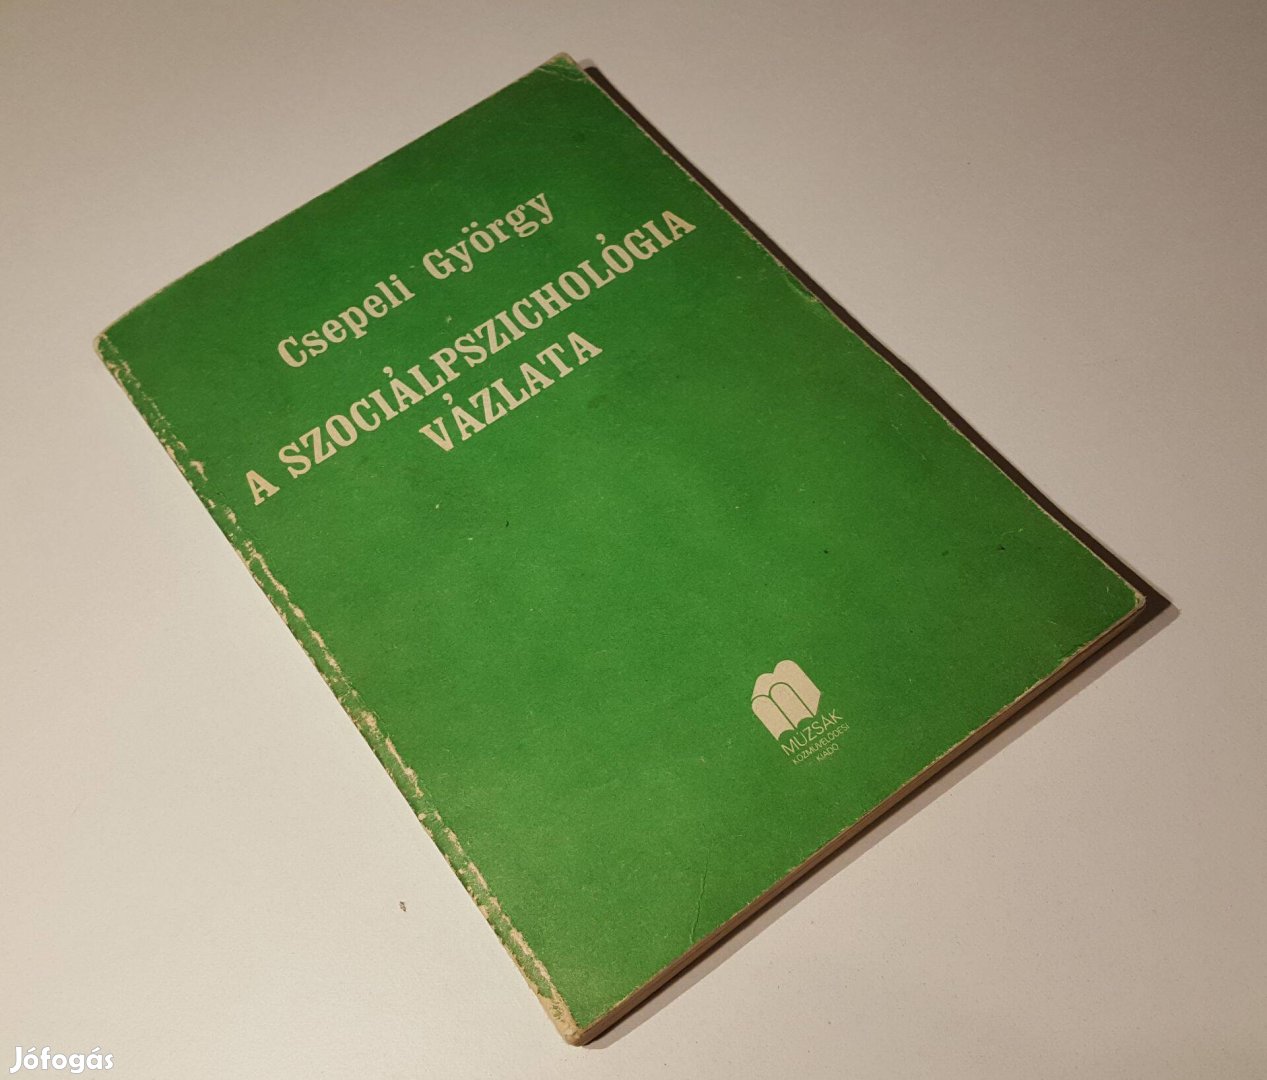 Csepeli György
A SZOCIÁLPSZICHOLÓGIA
VÁZLATA
MÚZSÁK
KÖZMŰVELŐDÉSI
KIADÓ
Jófogás